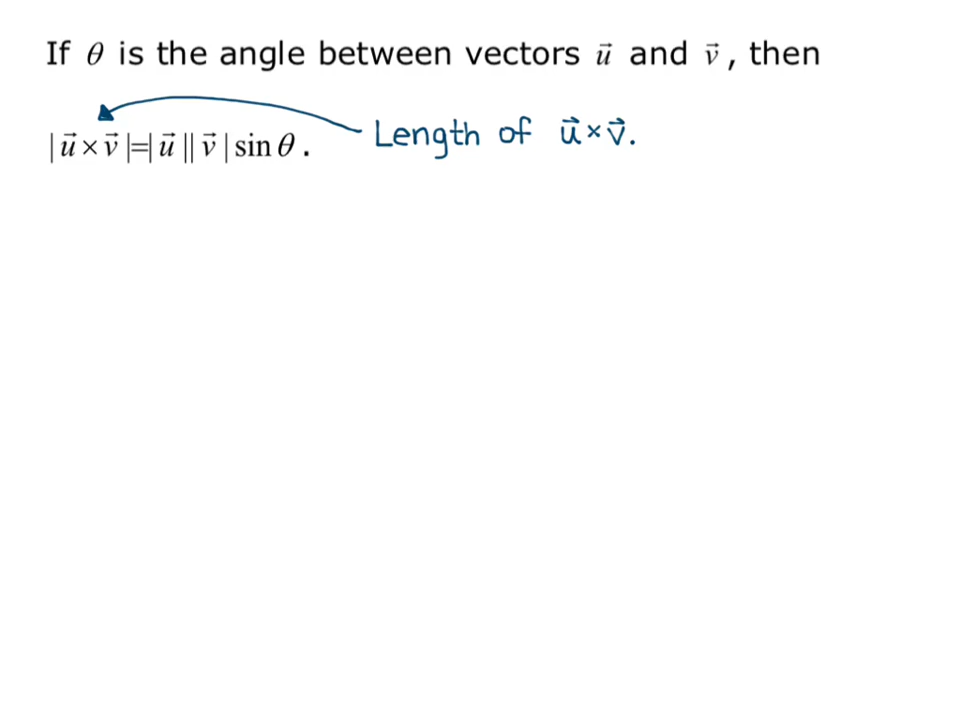 If θ is the angle between vectors u⃗ and v⃗, then
|u⃗ × v⃗|=|u⃗ || v⃗ | sin θ.
Length of u⃗×v⃗.